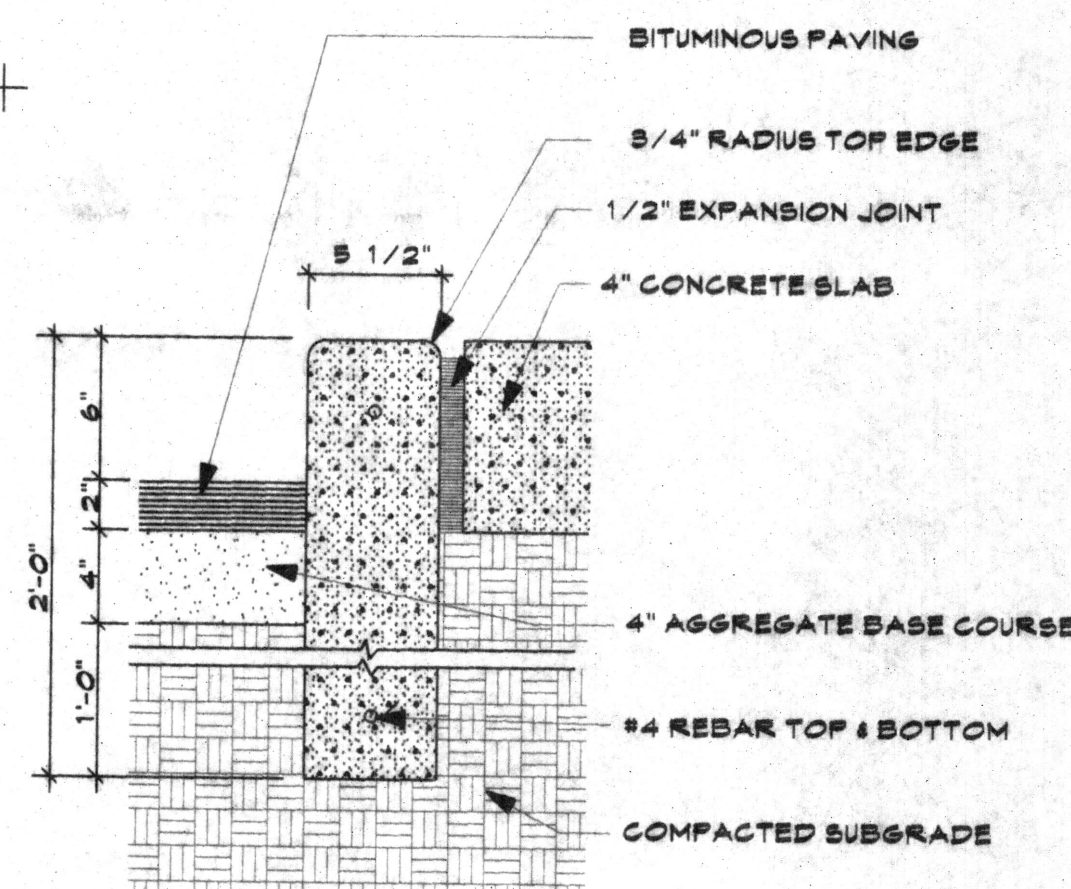 BITUMINOUS PAVING
3/4" RADIUS TOP EDGE
1/2" EXPANSION JOINT
5 1/2"
4" CONCRETE SLAB
6"
2"
2'-0"
4"
4" AGGREGATE BASE COURSE
1'-0"
#4 REBAR TOP & BOTTOM
COMPACTED SUBGRADE